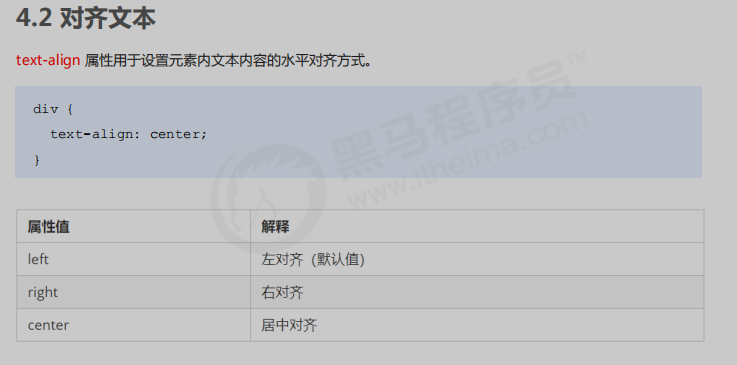 4.2 对齐文本
text-align 属性用于设置元素内文本内容的水平对齐方式。
div {
text-align: center;
}
黑马程序员™
www.itheima.com
属性值 解释
left 左对齐（默认值）
right 右对齐
center 居中对齐